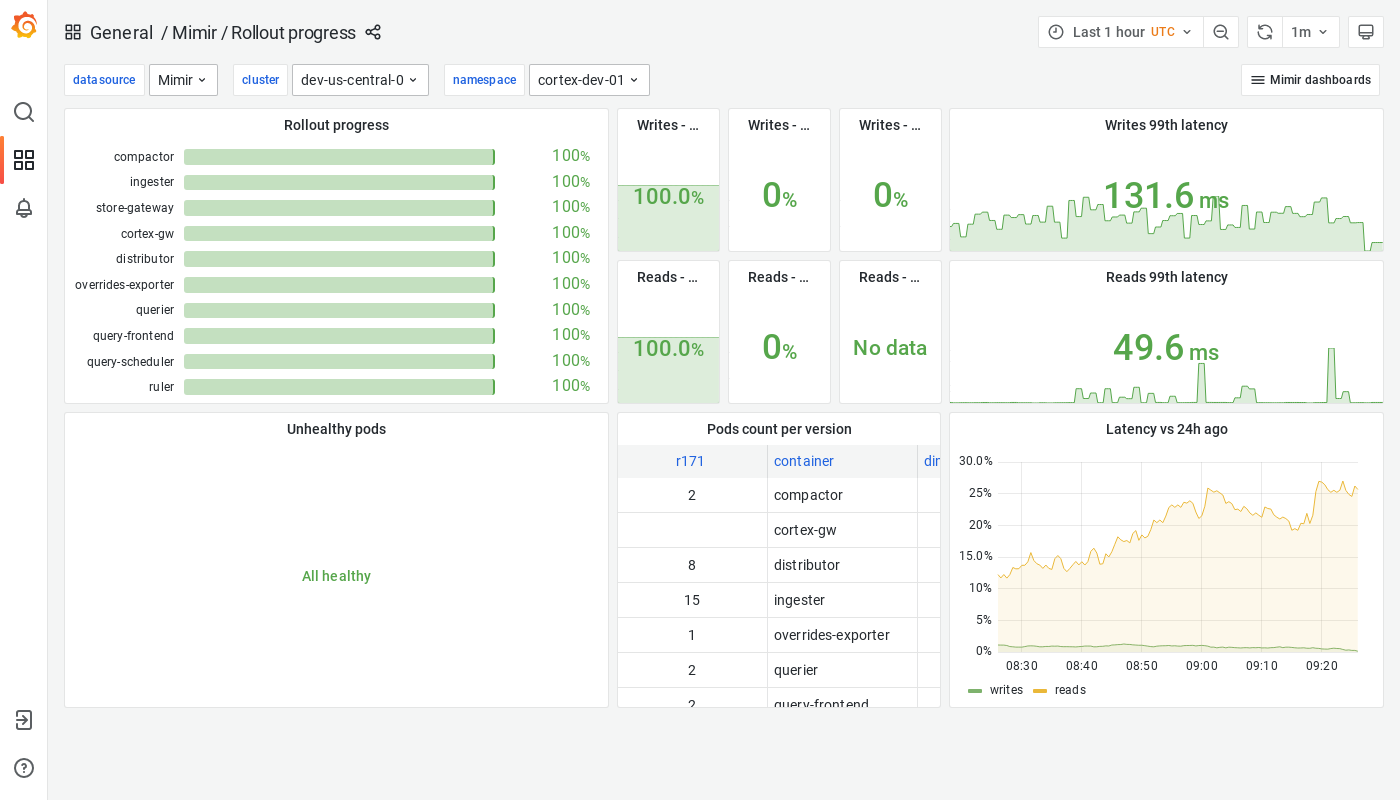 General / Mimir / Rollout progress
Last 1 hour UTC
1m
datasource Mimir cluster dev-us-central-0 namespace cortex-dev-01
Mimir dashboards
Rollout progress
compactor 100%
ingester 100%
store-gateway 100%
cortex-gw 100%
distributor 100%
overrides-exporter 100%
querier 100%
query-frontend 100%
query-scheduler 100%
ruler 100%
Writes - ...
100.0%
Writes - ...
0%
Writes - ...
0%
Writes 99th latency
131.6 ms
Reads - ...
100.0%
Reads - ...
0%
Reads - ...
No data
Reads 99th latency
49.6 ms
Unhealthy pods
All healthy
Pods count per version
r171 container dir
2 compactor
cortex-gw
8 distributor
15 ingester
1 overrides-exporter
2 querier
2 query-frontend
Latency vs 24h ago
30.0%
25%
20%
15.0%
10%
5%
0%
08:30 08:40 08:50 09:00 09:10 09:20
writes reads